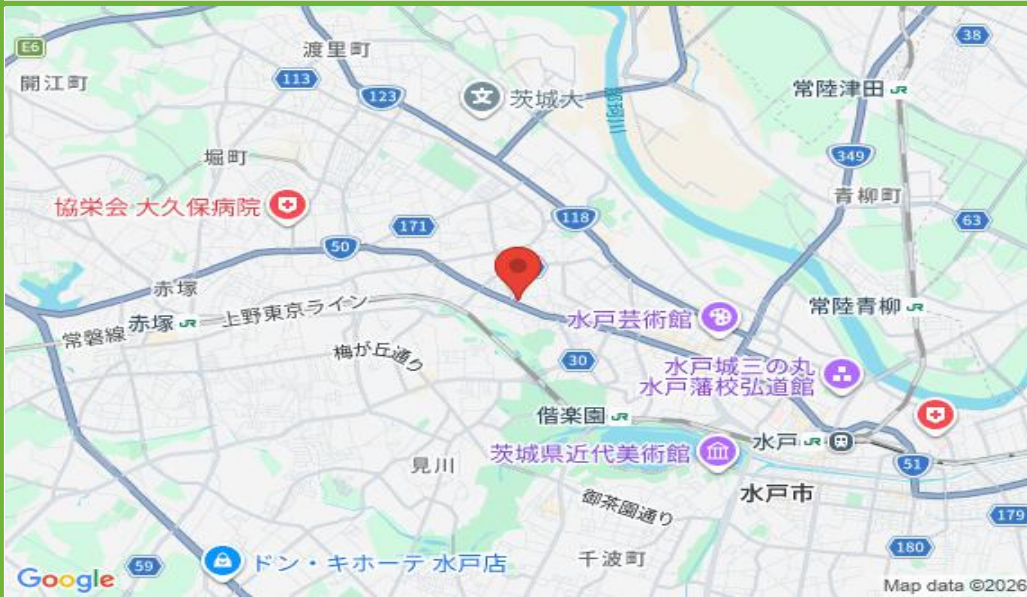 E6
渡里町
38
開江町
113
123
茨城大
常陸津田 JR
那珂川
堀町
349
青柳町
協栄会 大久保病院
171
118
63
50
赤塚
常磐線
赤塚 JR
上野東京ライン
水戸芸術館
常陸青柳 JR
梅が丘通り
30
水戸城三の丸
水戸藩校弘道館
偕楽園 JR
水戸 JR
見川
茨城県近代美術館
51
水戸市
御茶園通り
179
59
ドン・キホーテ 水戸店
千波町
180
Google
Map data ©2026